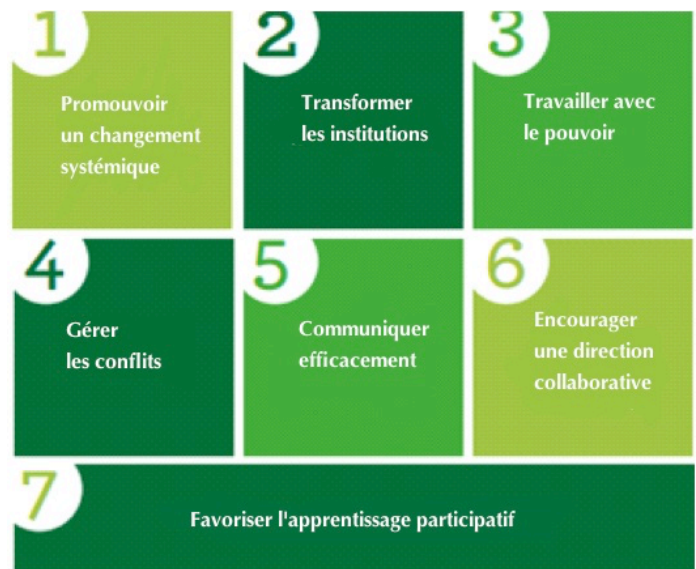 1
Promouvoir
un changement
systémique
2
Transformer
les institutions
3
Travailler avec
le pouvoir
4
Gérer
les conflits
5
Communiquer
efficacement
6
Encourager
une direction
collaborative
7
Favoriser l'apprentissage participatif